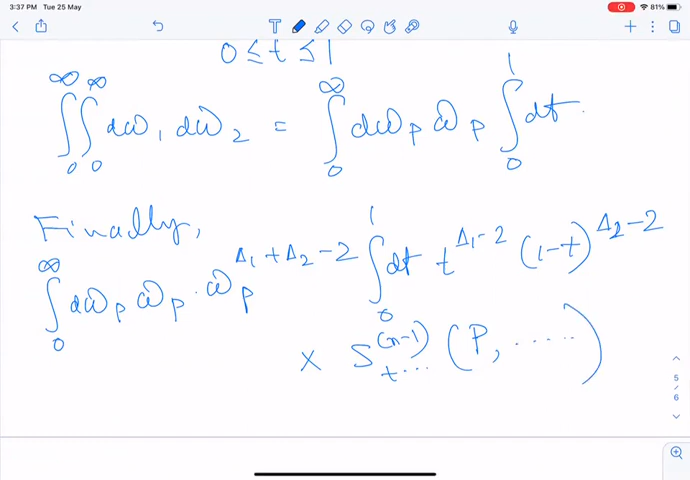 3:37 PM Tue 25 May 81%
0 ≤ t ≤ 1
∫₀^∞ ∫₀^∞ dω₁ dω₂ = ∫₀^∞ dω_p ω_p ∫₀^1 dt.
Finally,
∫₀^∞ dω_p ω_p · ω_p^{Δ₁+Δ₂-2} ∫₀^1 dt t^{Δ₁-2} (1-t)^{Δ₂-2}
× S^{(n-1)}_{+...} (P, ......)
5
/
6